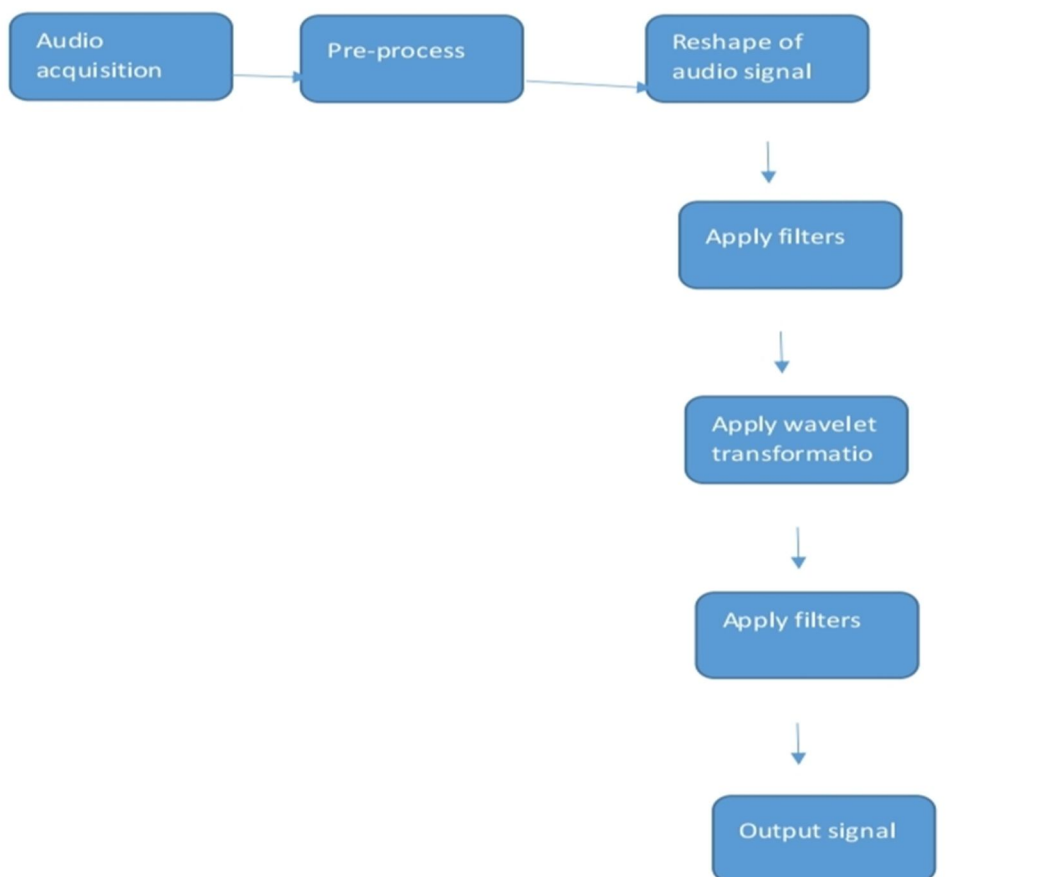 Audio
acquisition
Pre-process
Reshape of
audio signal
Apply filters
Apply wavelet
transformatio
Apply filters
Output signal